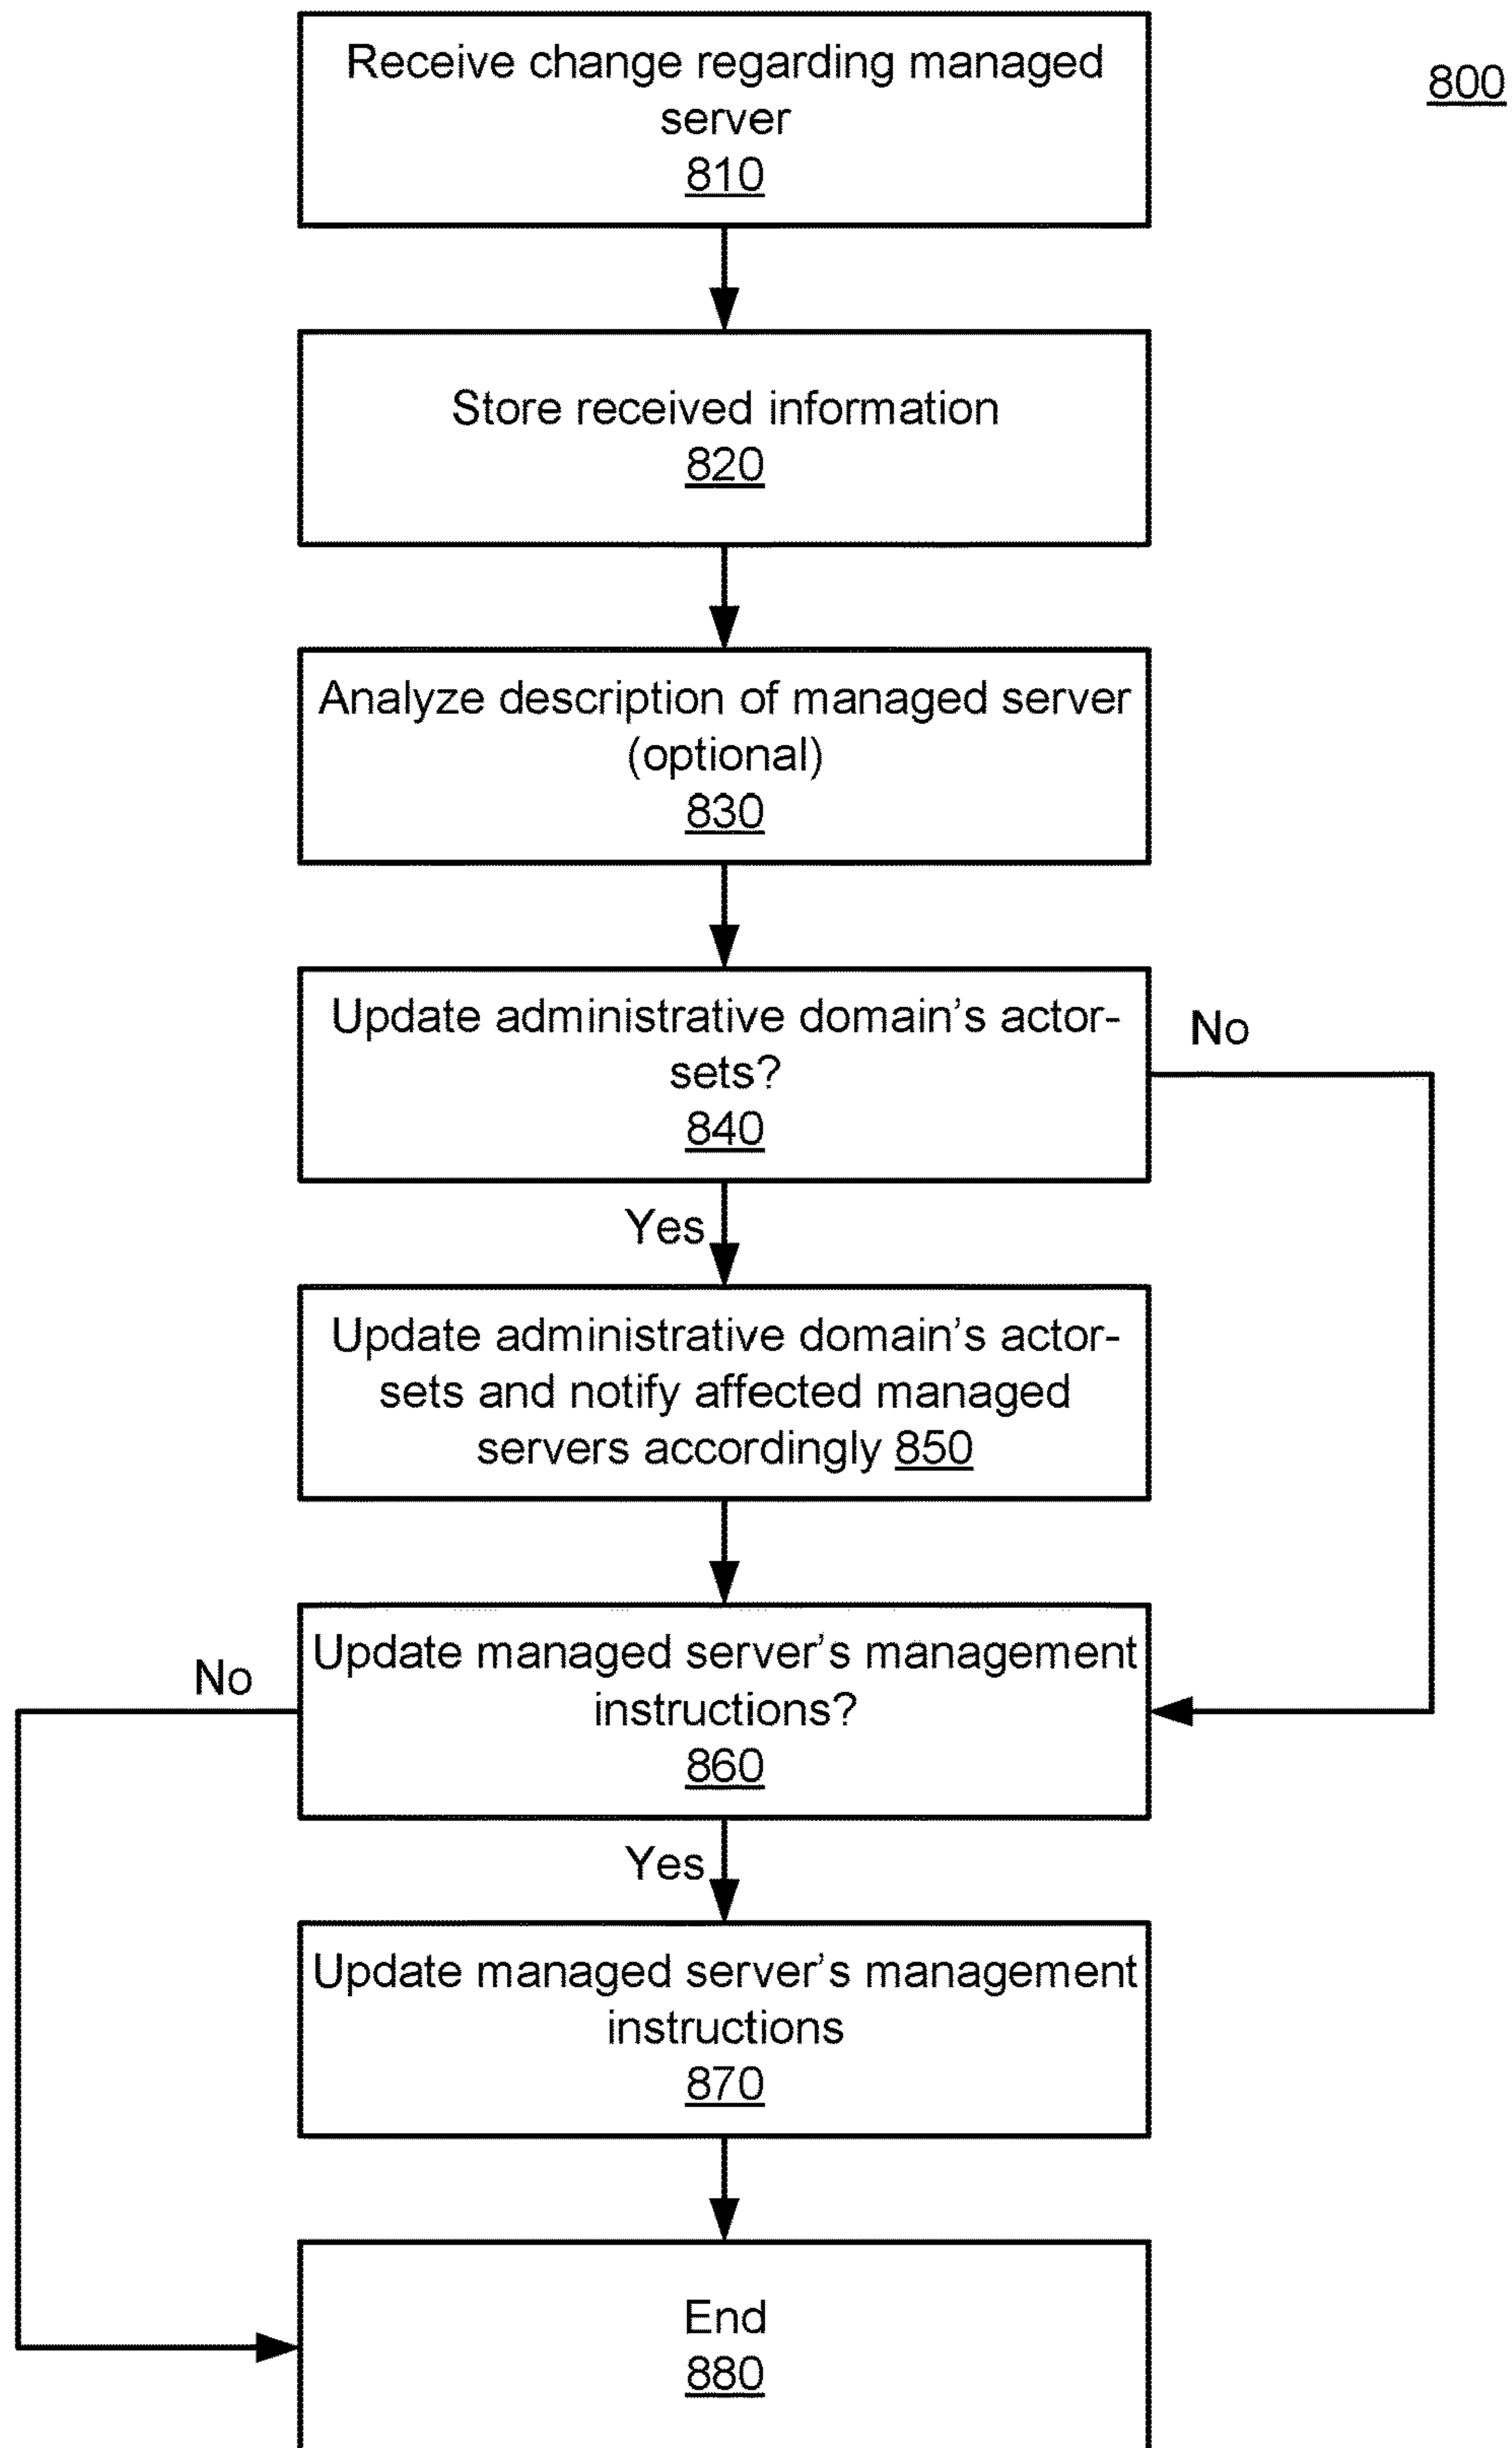 Receive change regarding managed
server
810
800
Store received information
820
Analyze description of managed server
(optional)
830
Update administrative domain’s actor-
sets?
840
No
Yes
Update administrative domain’s actor-
sets and notify affected managed
servers accordingly 850
Update managed server’s management
instructions?
860
No
Yes
Update managed server’s management
instructions
870
End
880